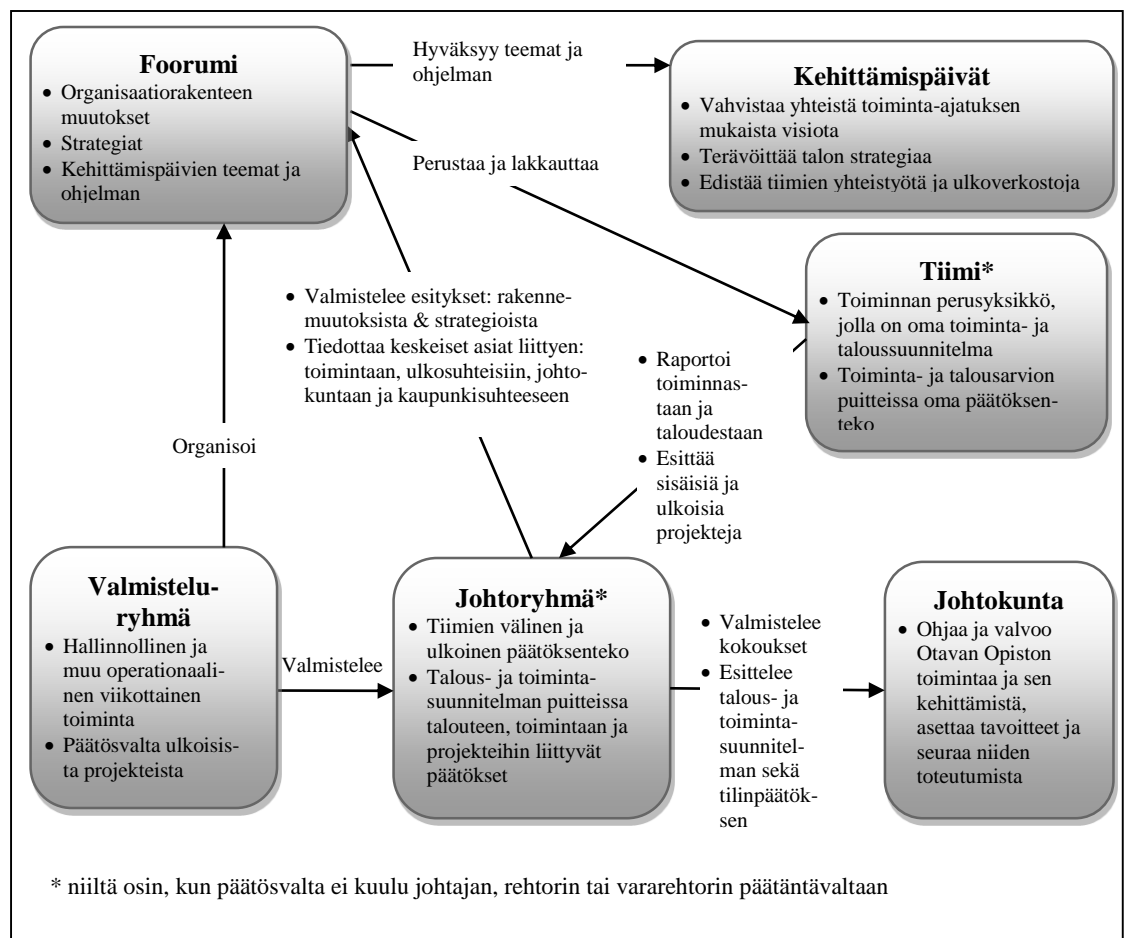 Foorumi
• Organisaatiorakenteen
muutokset
• Strategiat
• Kehittämispäivien teemat ja
ohjelman
Hyväksyy teemat ja
ohjelman
Kehittämispäivät
• Vahvistaa yhteistä toiminta-ajatuksen
mukaista visiota
• Terävöittää talon strategiaa
• Edistää tiimien yhteistyötä ja ulkoverkostoja
Perustaa ja lakkauttaa
Tiimi*
• Toiminnan perusyksikkö,
jolla on oma toiminta- ja
taloussuunnitelma
• Toiminta- ja talousarvion
puitteissa oma päätöksen-
teko
• Valmistelee esitykset: rakenne-
muutoksista & strategioista
• Tiedottaa keskeiset asiat liittyen:
toimintaan, ulkosuhteisiin, johto-
kuntaan ja kaupunkisuhteeseen
• Raportoi
toiminnas-
taan ja
taloudestaan
• Esittää
sisäisiä ja
ulkoisia
projekteja
Organisoi
Valmistelu-
ryhmä
• Hallinnollinen ja
muu operationaali-
nen viikottainen
toiminta
• Päätösvalta ulkoisis-
ta projekteista
Valmistelee
Johtoryhmä*
• Tiimien välinen ja
ulkoinen päätöksenteko
• Talous- ja toiminta-
suunnitelman puitteissa
talouteen, toimintaan ja
projekteihin liittyvät
päätökset
• Valmistelee
kokoukset
• Esittelee
talous- ja
toiminta-
suunnitel-
man sekä
tilinpäätök-
sen
Johtokunta
• Ohjaa ja valvoo
Otavan Opiston
toimintaa ja sen
kehittämistä,
asettaa tavoitteet ja
seuraa niiden
toteutumista
* niiltä osin, kun päätösvalta ei kuulu johtajan, rehtorin tai vararehtorin päätäntävaltaan